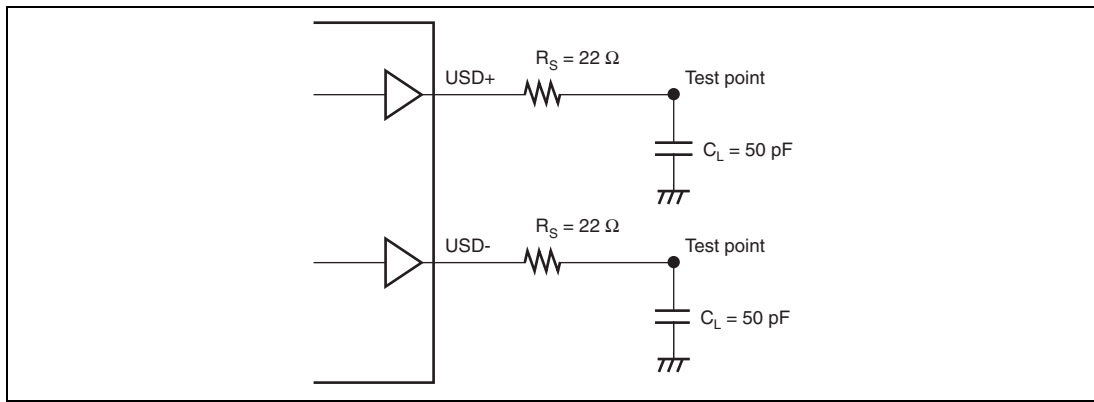 R_S = 22 Ω
USD+
Test point
C_L = 50 pF
R_S = 22 Ω
USD-
Test point
C_L = 50 pF